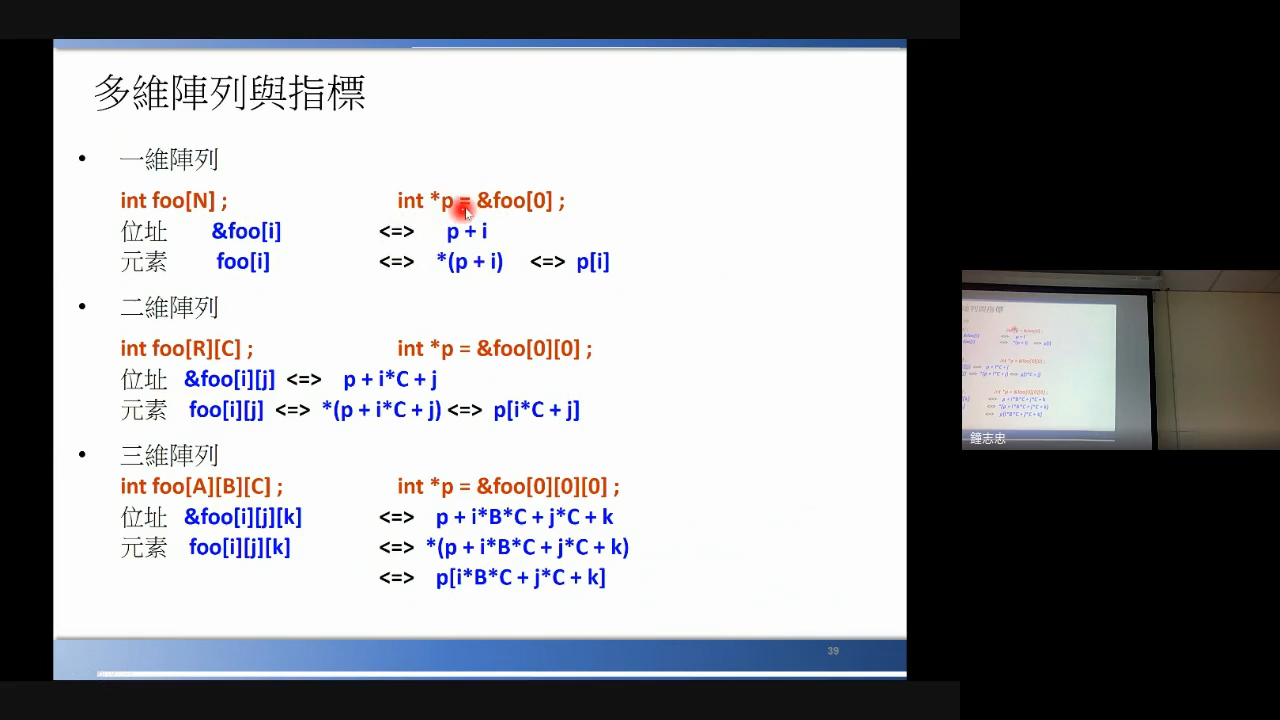 多維陣列與指標
• 一維陣列
int foo[N] ; int *p = &foo[0] ;
位址 &foo[i] <=> p + i
元素 foo[i] <=> *(p + i) <=> p[i]
• 二維陣列
int foo[R][C] ; int *p = &foo[0][0] ;
位址 &foo[i][j] <=> p + i*C + j
元素 foo[i][j] <=> *(p + i*C + j) <=> p[i*C + j]
• 三維陣列
int foo[A][B][C] ; int *p = &foo[0][0][0] ;
位址 &foo[i][j][k] <=> p + i*B*C + j*C + k
元素 foo[i][j][k] <=> *(p + i*B*C + j*C + k)
<=> p[i*B*C + j*C + k]
39
鐘志忠